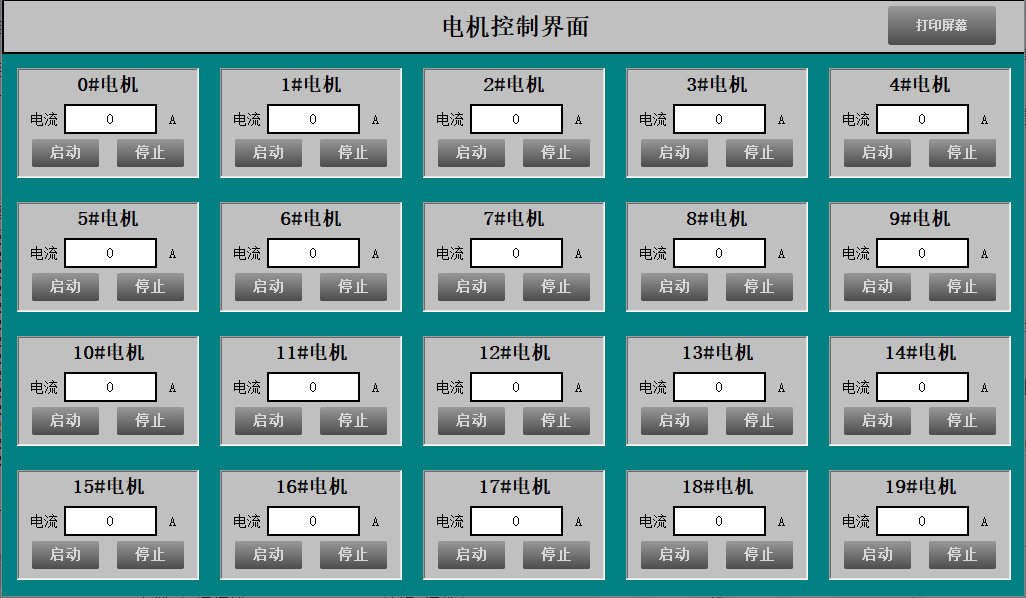 电机控制界面 打印屏幕
0#电机 1#电机 2#电机 3#电机 4#电机
电流 0 A 电流 0 A 电流 0 A 电流 0 A 电流 0 A
启动 停止 启动 停止 启动 停止 启动 停止 启动 停止
5#电机 6#电机 7#电机 8#电机 9#电机
电流 0 A 电流 0 A 电流 0 A 电流 0 A 电流 0 A
启动 停止 启动 停止 启动 停止 启动 停止 启动 停止
10#电机 11#电机 12#电机 13#电机 14#电机
电流 0 A 电流 0 A 电流 0 A 电流 0 A 电流 0 A
启动 停止 启动 停止 启动 停止 启动 停止 启动 停止
15#电机 16#电机 17#电机 18#电机 19#电机
电流 0 A 电流 0 A 电流 0 A 电流 0 A 电流 0 A
启动 停止 启动 停止 启动 停止 启动 停止 启动 停止